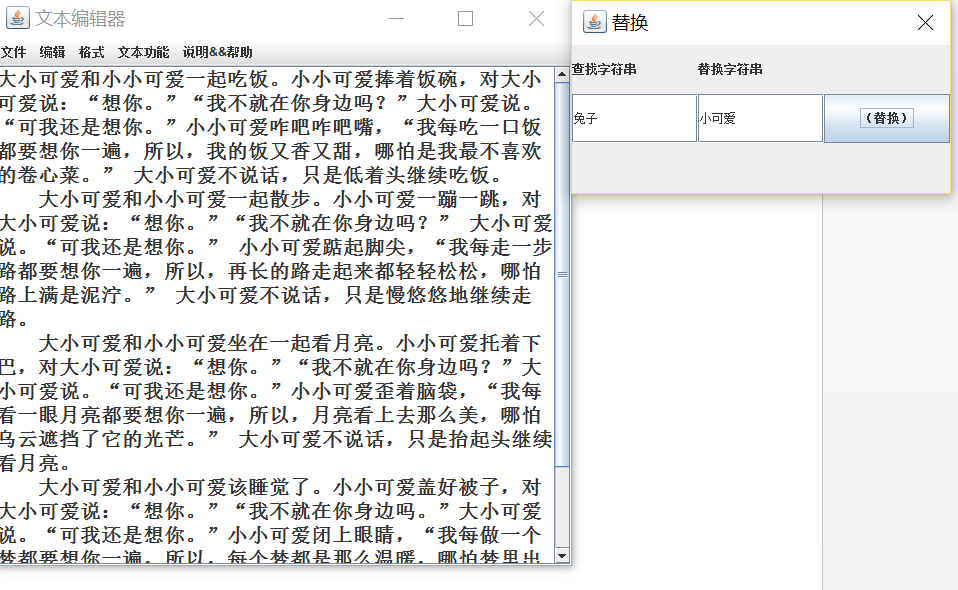 文本编辑器
文件 编辑 格式 文本功能 说明&&帮助
大小可爱和小小可爱一起吃饭。小小可爱捧着饭碗，对大小
可爱说：“想你。”“我不就在你身边吗？”大小可爱说。
“可我还是想你。”小小可爱咋吧咋吧嘴，“我每吃一口饭
都要想你一遍，所以，我的饭又香又甜，哪怕是我最不喜欢
的卷心菜。” 大小可爱不说话，只是低着头继续吃饭。
大小可爱和小小可爱一起散步。小小可爱一蹦一跳，对
大小可爱说：“想你。”“我不就在你身边吗？” 大小可爱
说。“可我还是想你。” 小小可爱踮起脚尖，“我每走一步
路都要想你一遍，所以，再长的路走起来都轻轻松松，哪怕
路上满是泥泞。” 大小可爱不说话，只是慢悠悠地继续走
路。
大小可爱和小小可爱坐在一起看月亮。小小可爱托着下
巴，对大小可爱说：“想你。”“我不就在你身边吗？”大
小可爱说。“可我还是想你。”小小可爱歪着脑袋，“我每
看一眼月亮都要想你一遍，所以，月亮看上去那么美，哪怕
乌云遮挡了它的光芒。” 大小可爱不说话，只是抬起头继续
看月亮。
大小可爱和小小可爱该睡觉了。小小可爱盖好被子，对
大小可爱说：“想你。”“我不就在你身边吗。”大小可爱
说。“可我还是想你。”小小可爱闭上眼睛，“我每做一个
梦都要想你一遍，所以，每个梦都是那么温暖，哪怕梦里出
替换
查找字符串 替换字符串
兔子 小可爱 （替换）